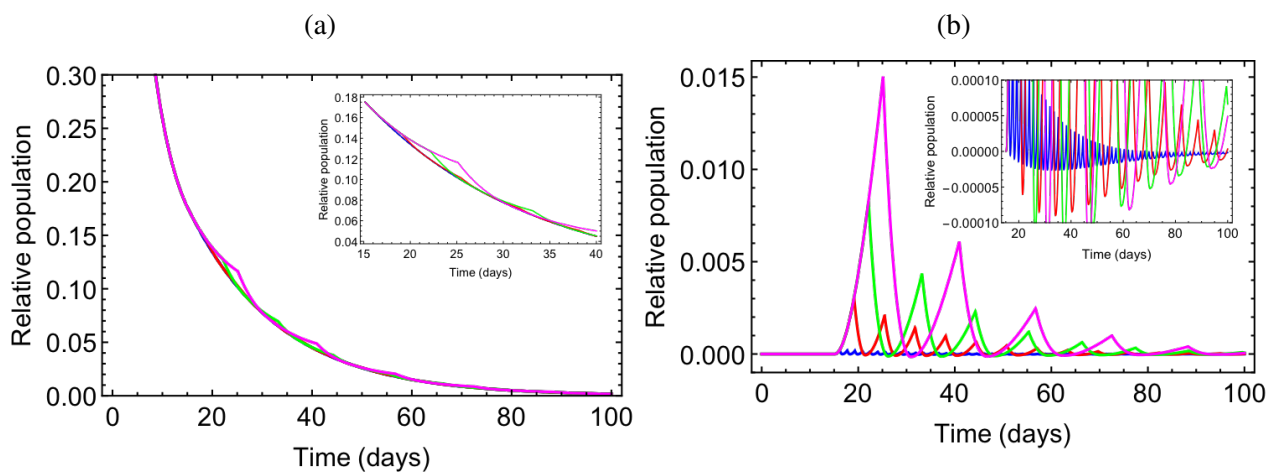 (a)
Relative population
0.30
0.25
0.20
0.15
0.10
0.05
0.00
0 20 40 60 80 100
Time (days)
Relative population
0.18
0.16
0.14
0.12
0.10
0.08
0.06
0.04
15 20 25 30 35 40
Time (days)
(b)
Relative population
0.015
0.010
0.005
0.000
0 20 40 60 80 100
Time (days)
Relative population
0.00010
0.00005
0.00000
−0.00005
−0.00010
20 40 60 80 100
Time (days)